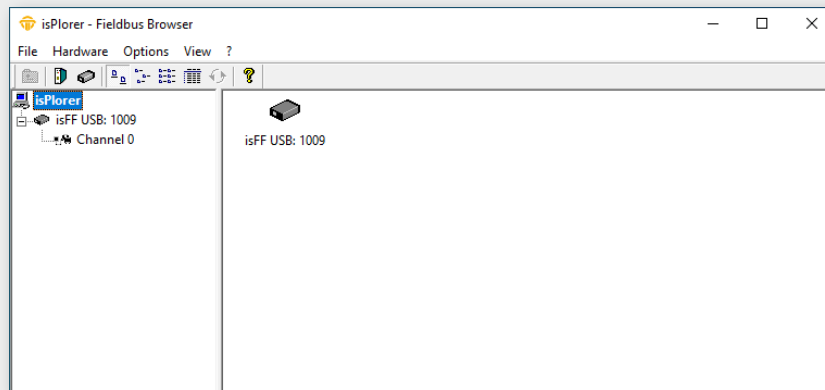 isPlorer - Fieldbus Browser
File Hardware Options View ?
isPlorer
isFF USB: 1009
Channel 0
isFF USB: 1009